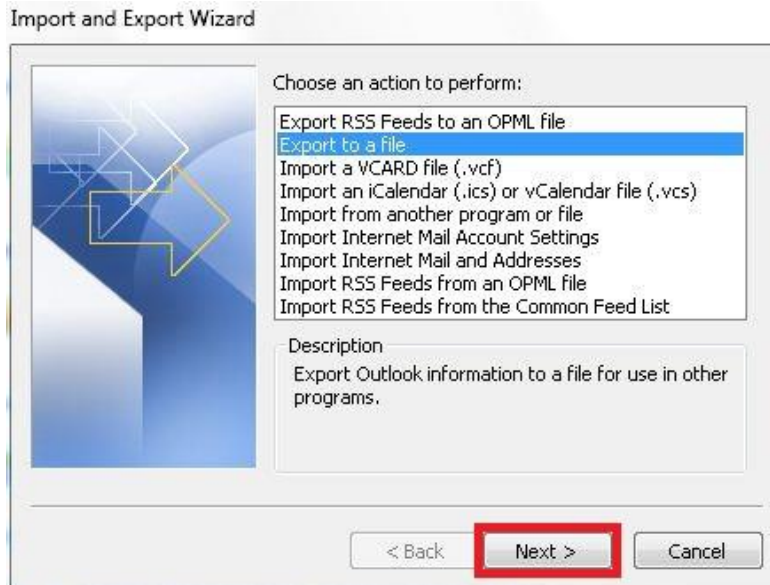 Import and Export Wizard
Choose an action to perform:
Export RSS Feeds to an OPML file
Export to a file
Import a VCARD file (.vcf)
Import an iCalendar (.ics) or vCalendar file (.vcs)
Import from another program or file
Import Internet Mail Account Settings
Import Internet Mail and Addresses
Import RSS Feeds from an OPML file
Import RSS Feeds from the Common Feed List
Description
Export Outlook information to a file for use in other
programs.
< Back Next > Cancel